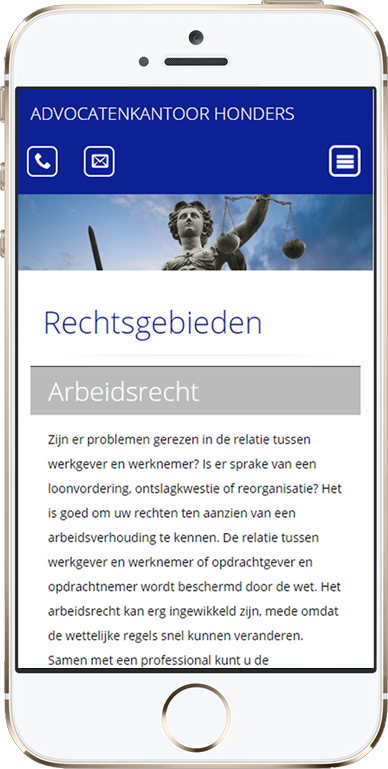 ADVOCATENKANTOOR HONDERS
Rechtsgebieden
Arbeidsrecht
Zijn er problemen gerezen in de relatie tussen
werkgever en werknemer? Is er sprake van een
loonvordering, ontslagkwestie of reorganisatie? Het
is goed om uw rechten ten aanzien van een
arbeidsverhouding te kennen. De relatie tussen
werkgever en werknemer of opdrachtgever en
opdrachtnemer wordt beschermd door de wet. Het
arbeidsrecht kan erg ingewikkeld zijn, mede omdat
de wettelijke regels snel kunnen veranderen.
Samen met een professional kunt u de